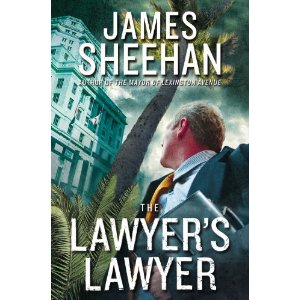 JAMES
SHEEHAN
AUTHOR OF THE MAYOR OF LEXINGTON AVENUE
THE
LAWYER'S
LAWYER